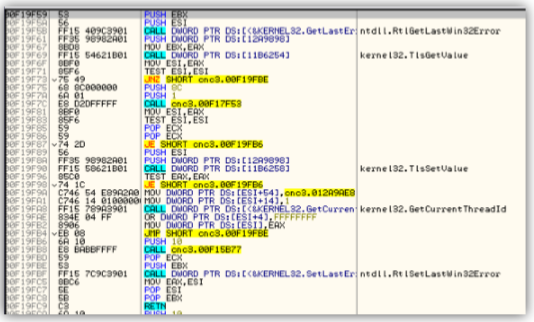 00F19F59 53 PUSH EBX
00F19F5A 56 PUSH ESI
00F19F5B FF15 409C3901 CALL DWORD PTR DS:[<&KERNEL32.GetLastEr ntdll.RtlGetLastWin32Error
00F19F61 FF35 98982A01 PUSH DWORD PTR DS:[12A9898]
00F19F67 8BD8 MOV EBX,EAX
00F19F69 FF15 54621B01 CALL DWORD PTR DS:[11B6254] kernel32.TlsGetValue
00F19F6F 8BF0 MOV ESI,EAX
00F19F71 85F6 TEST ESI,ESI
00F19F73 75 49 JNZ SHORT cnc3.00F19FBE
00F19F75 68 8C000000 PUSH 8C
00F19F7A 6A 01 PUSH 1
00F19F7C E8 D2DFFFFF CALL cnc3.00F17F53
00F19F81 8BF0 MOV ESI,EAX
00F19F83 85F6 TEST ESI,ESI
00F19F85 59 POP ECX
00F19F86 59 POP ECX
00F19F87 74 2D JE SHORT cnc3.00F19FB6
00F19F89 56 PUSH ESI
00F19F8A FF35 98982A01 PUSH DWORD PTR DS:[12A9898]
00F19F90 FF15 58621B01 CALL DWORD PTR DS:[11B6258] kernel32.TlsSetValue
00F19F96 85C0 TEST EAX,EAX
00F19F98 74 1C JE SHORT cnc3.00F19FB6
00F19F9A C746 54 E89A2A0 MOV DWORD PTR DS:[ESI+54],cnc3.012A9AE8
00F19FA1 C746 14 0100000 MOV DWORD PTR DS:[ESI+14],1
00F19FA8 FF15 789A3901 CALL DWORD PTR DS:[<&KERNEL32.GetCurren kernel32.GetCurrentThreadId
00F19FAE 834E 04 FF OR DWORD PTR DS:[ESI+4],FFFFFFFF
00F19FB2 8906 MOV DWORD PTR DS:[ESI],EAX
00F19FB4 EB 08 JMP SHORT cnc3.00F19FBE
00F19FB6 6A 10 PUSH 10
00F19FB8 E8 BABBFFFF CALL cnc3.00F15B77
00F19FBD 59 POP ECX
00F19FBE 53 PUSH EBX
00F19FBF FF15 7C9C3901 CALL DWORD PTR DS:[<&KERNEL32.SetLastEr ntdll.RtlSetLastWin32Error
00F19FC5 8BC6 MOV EAX,ESI
00F19FC7 5E POP ESI
00F19FC8 5B POP EBX
00F19FC9 C3 RETN